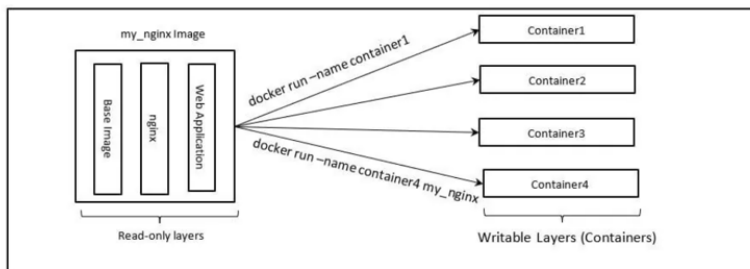 my_nginx Image
Base Image
nginx
Web Application
Read-only layers
docker run –name container1
docker run –name container4 my_nginx
Container1
Container2
Container3
Container4
Writable Layers (Containers)